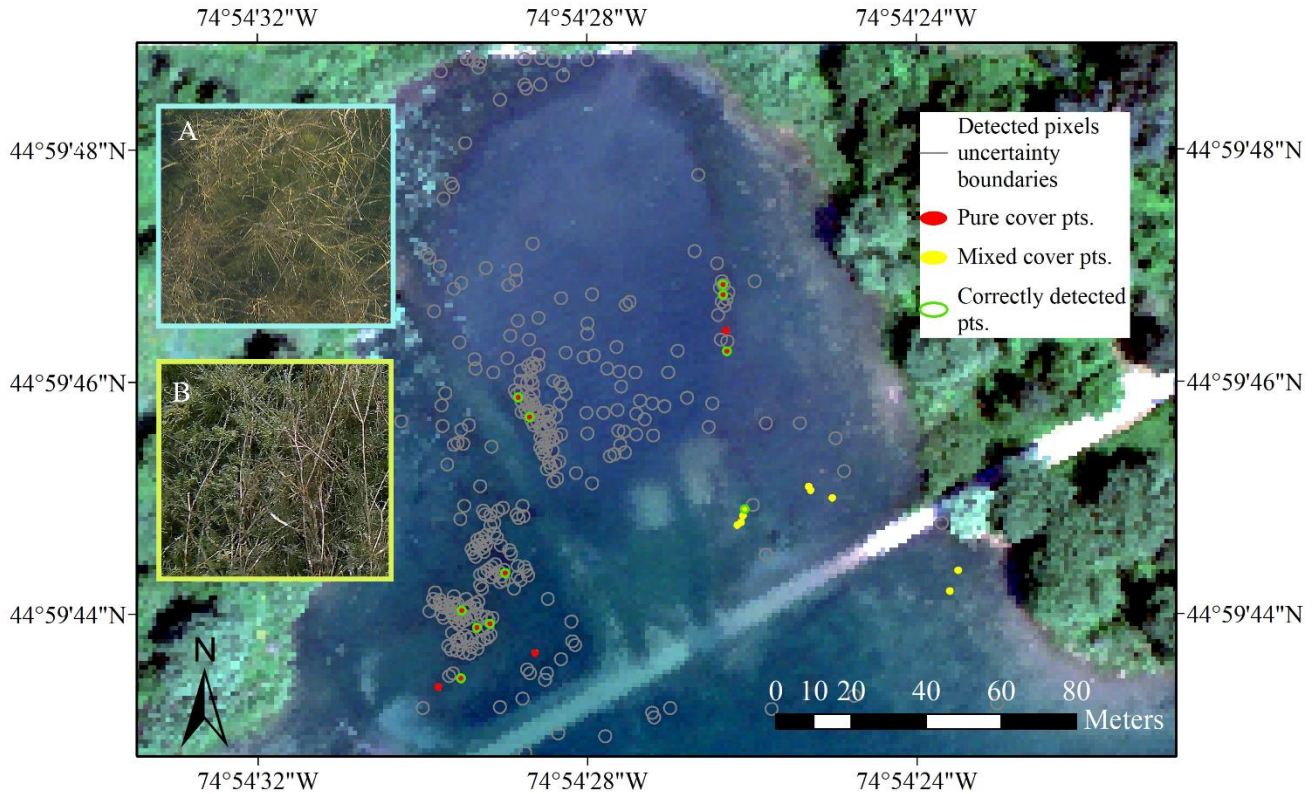 74°54'32"W 74°54'28"W 74°54'24"W
A
44°59'48"N
44°59'48"N
Detected pixels
uncertainty
boundaries
Pure cover pts.
Mixed cover pts.
Correctly detected
pts.
B
44°59'46"N
44°59'46"N
44°59'44"N
44°59'44"N
N
0 10 20 40 60 80
Meters
74°54'32"W 74°54'28"W 74°54'24"W